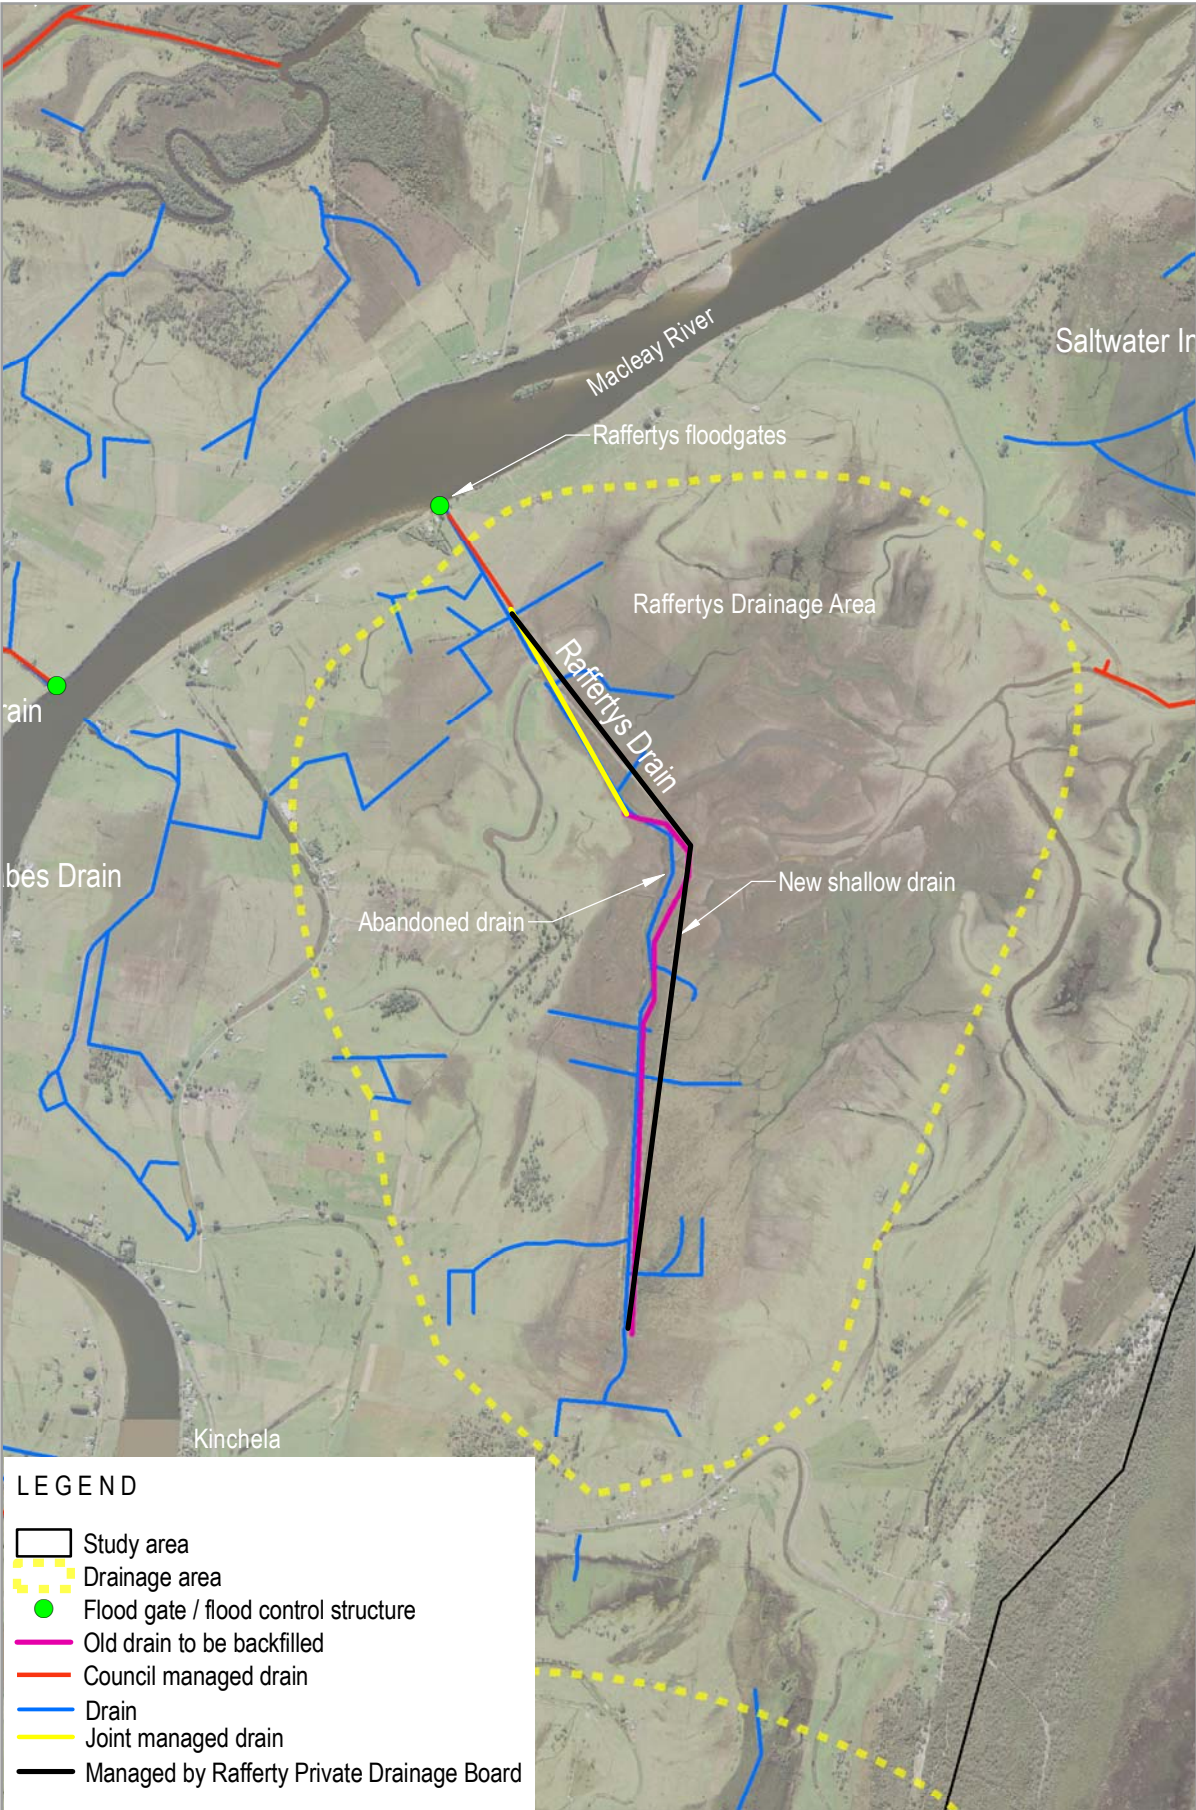 Macleay River
Saltwater In
Raffertys floodgates
Raffertys Drainage Area
Raffertys Drain
rain
bes Drain
New shallow drain
Abandoned drain
Kinchela
LEGEND
Study area
Drainage area
Flood gate / flood control structure
Old drain to be backfilled
Council managed drain
Drain
Joint managed drain
Managed by Rafferty Private Drainage Board